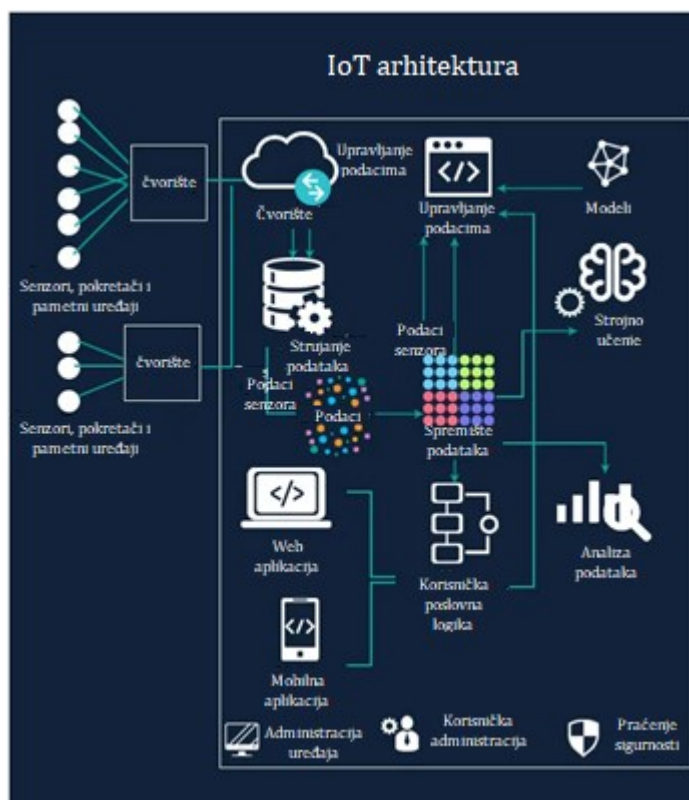 IoT arhitektura
čvorište
Senzori, pokretači i
pametni uređaji
čvorište
Senzori, pokretači i
pametni uređaji
Upravljanje
podacima
Čvorište
Upravljanje
podacima
Modeli
Strujanje
podataka
Podaci
senzora
Strojno
učenje
Podaci
senzora
Podaci
Spremište
podataka
Web
aplikacija
Korisnička
poslovna
logika
Analiza
podataka
Mobilna
aplikacija
Administracija
uređaja
Korisnička
administracija
Praćenje
sigurnosti